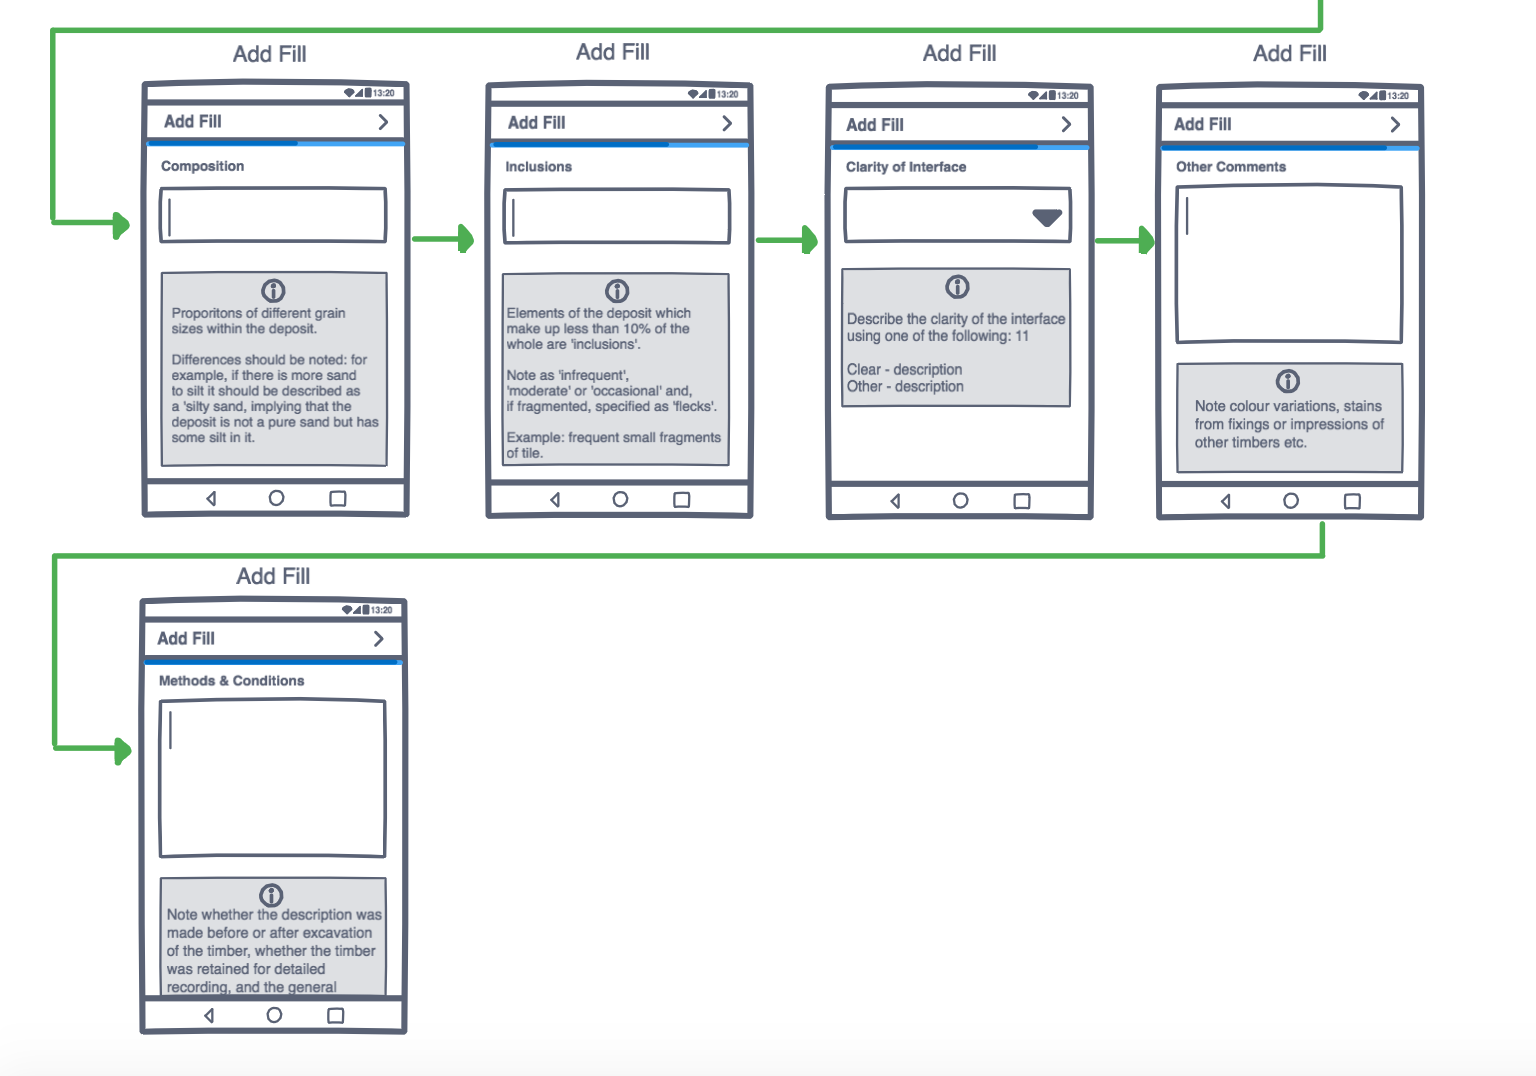 Add Fill
13:20
Add Fill
Composition
Proporitons of different grain
sizes within the deposit.
Differences should be noted: for
example, if there is more sand
to silt it should be described as
a 'silty sand, implying that the
deposit is not a pure sand but has
some silt in it.
Add Fill
13:20
Add Fill
Inclusions
Elements of the deposit which
make up less than 10% of the
whole are 'inclusions'.
Note as 'infrequent',
'moderate' or 'occasional' and,
if fragmented, specified as 'flecks'.
Example: frequent small fragments
of tile.
Add Fill
13:20
Add Fill
Clarity of Interface
Describe the clarity of the interface
using one of the following: 11
Clear - description
Other - description
Add Fill
13:20
Add Fill
Other Comments
Note colour variations, stains
from fixings or impressions of
other timbers etc.
Add Fill
13:20
Add Fill
Methods & Conditions
Note whether the description was
made before or after excavation
of the timber, whether the timber
was retained for detailed
recording, and the general